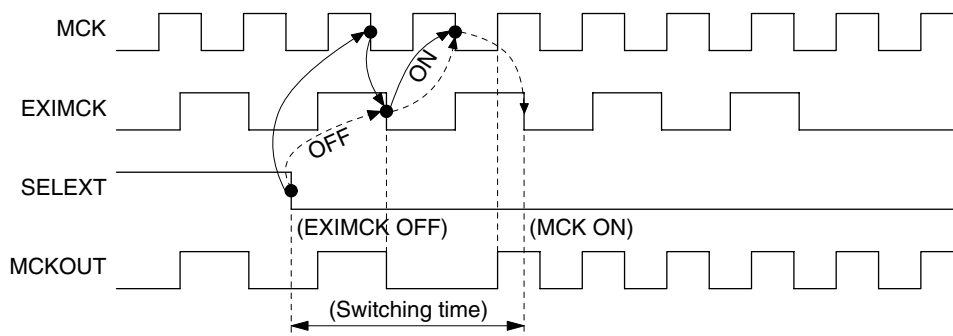 MCK
ON
EXIMCK
OFF
SELEXT
(EXIMCK OFF) (MCK ON)
MCKOUT
(Switching time)